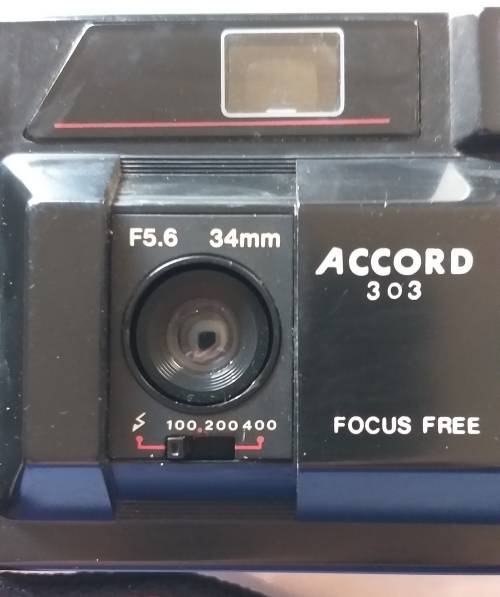 F5.6 34mm
ACCORD
303
100.200 400
FOCUS FREE